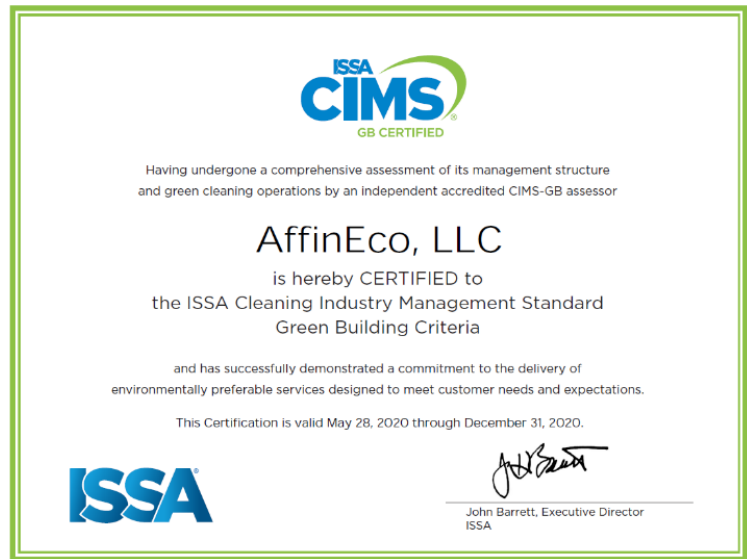 ISSA
CIMS®
GB CERTIFIED
Having undergone a comprehensive assessment of its management structure
and green cleaning operations by an independent accredited CIMS-GB assessor
AffinEco, LLC
is hereby CERTIFIED to
the ISSA Cleaning Industry Management Standard
Green Building Criteria
and has successfully demonstrated a commitment to the delivery of
environmentally preferable services designed to meet customer needs and expectations.
This Certification is valid May 28, 2020 through December 31, 2020.
ISSA®
John Barrett, Executive Director
ISSA